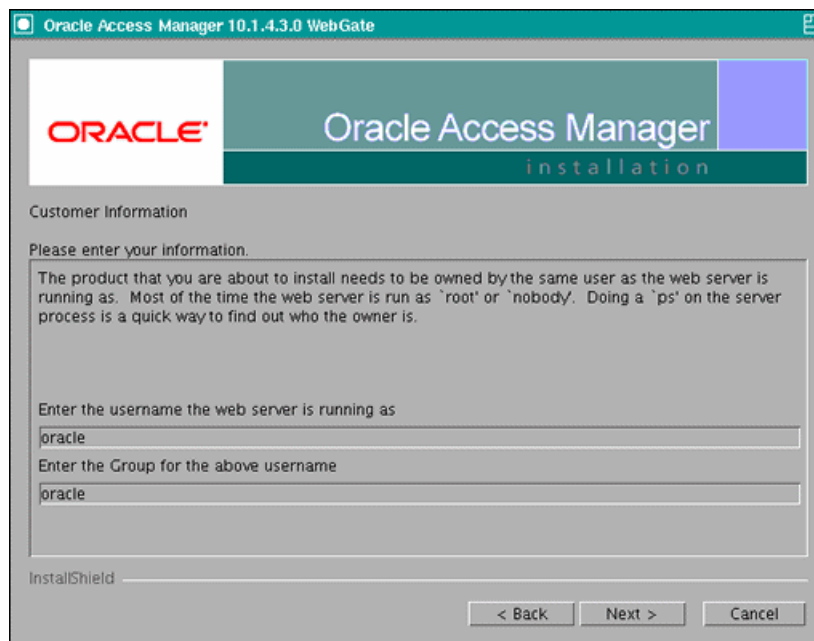 Oracle Access Manager 10.1.4.3.0 WebGate
ORACLE®
Oracle Access Manager
installation
Customer Information
Please enter your information.
The product that you are about to install needs to be owned by the same user as the web server is
running as. Most of the time the web server is run as `root' or `nobody'. Doing a `ps' on the server
process is a quick way to find out who the owner is.
Enter the username the web server is running as
oracle
Enter the Group for the above username
oracle
InstallShield
< Back Next > Cancel